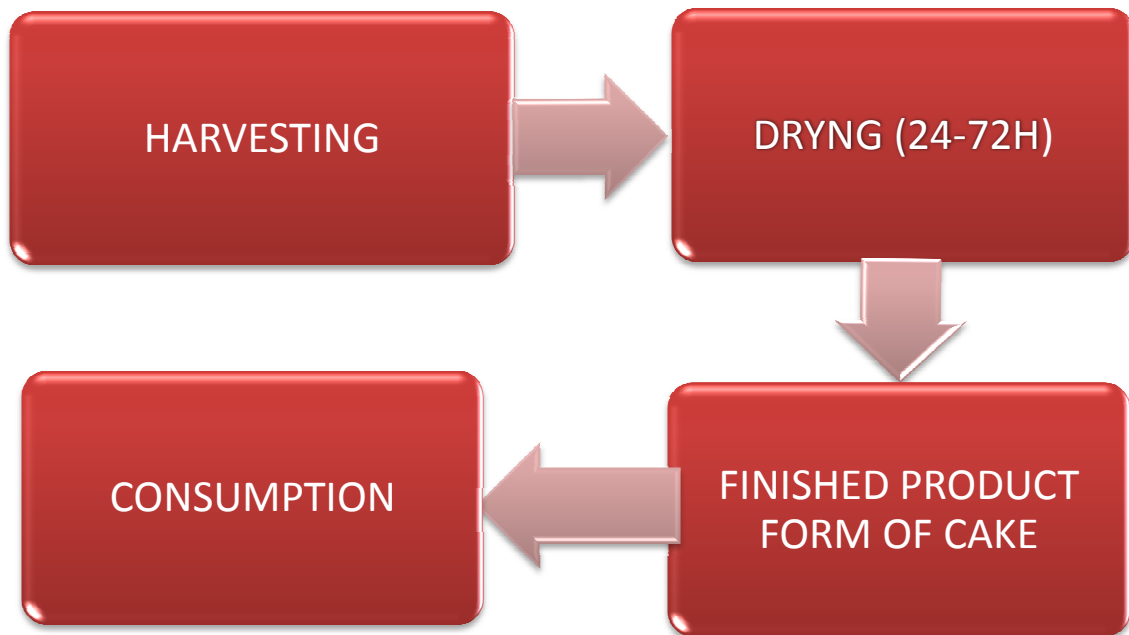 HARVESTING
DRYNG (24-72H)
FINISHED PRODUCT
FORM OF CAKE
CONSUMPTION